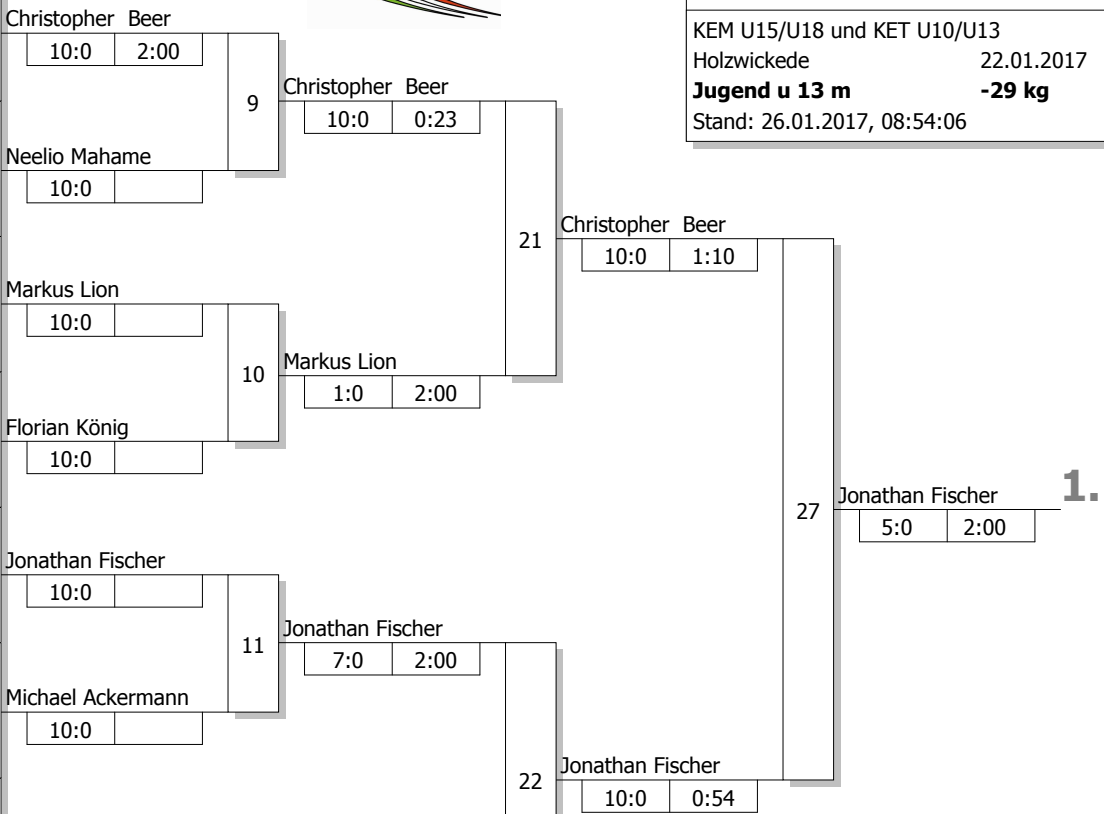 KEM U15/U18 und KET U10/U13
Holzwickede 22.01.2017
Jugend u 13 m -29 kg
Stand: 26.01.2017, 08:54:06
Christopher Beer
10:0 2:00
9
Neelio Mahame
10:0
Christopher Beer
10:0 0:23
Markus Lion
10:0
10
Florian König
10:0
Markus Lion
1:0 2:00
21
Christopher Beer
10:0 1:10
Jonathan Fischer
10:0
11
Michael Ackermann
10:0
Jonathan Fischer
7:0 2:00
22
Jonathan Fischer
10:0 0:54
27
Jonathan Fischer 1.
5:0 2:00